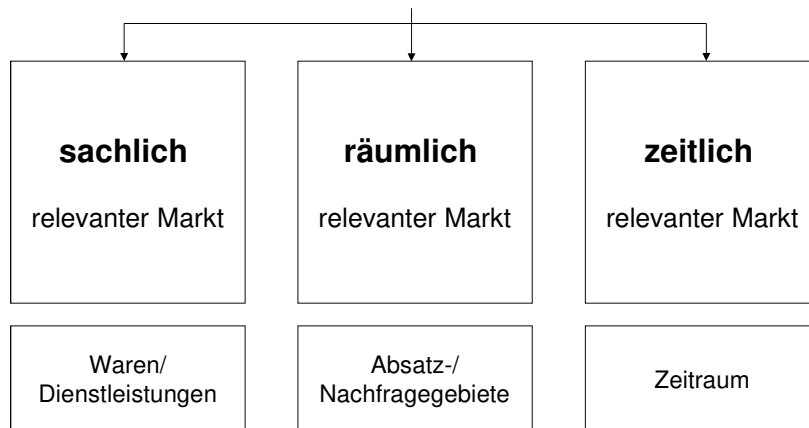 sachlich
relevanter Markt
räumlich
relevanter Markt
zeitlich
relevanter Markt
Waren/
Dienstleistungen
Absatz-/
Nachfragegebiete
Zeitraum